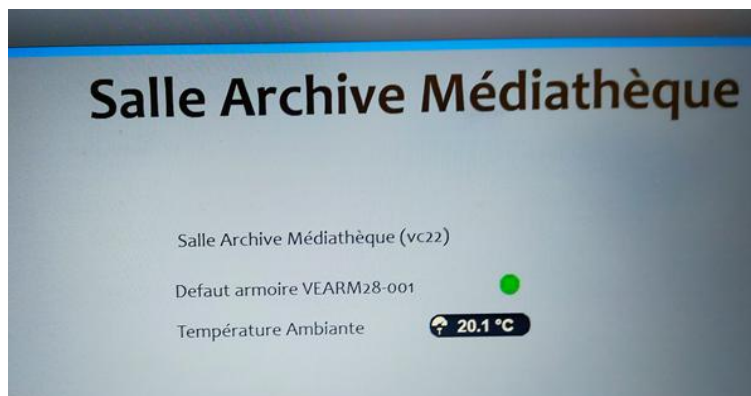 Salle Archive Médiathèque
Salle Archive Médiathèque (vc22)
Defaut armoire VEARM28-001
Température Ambiante 20.1 °C